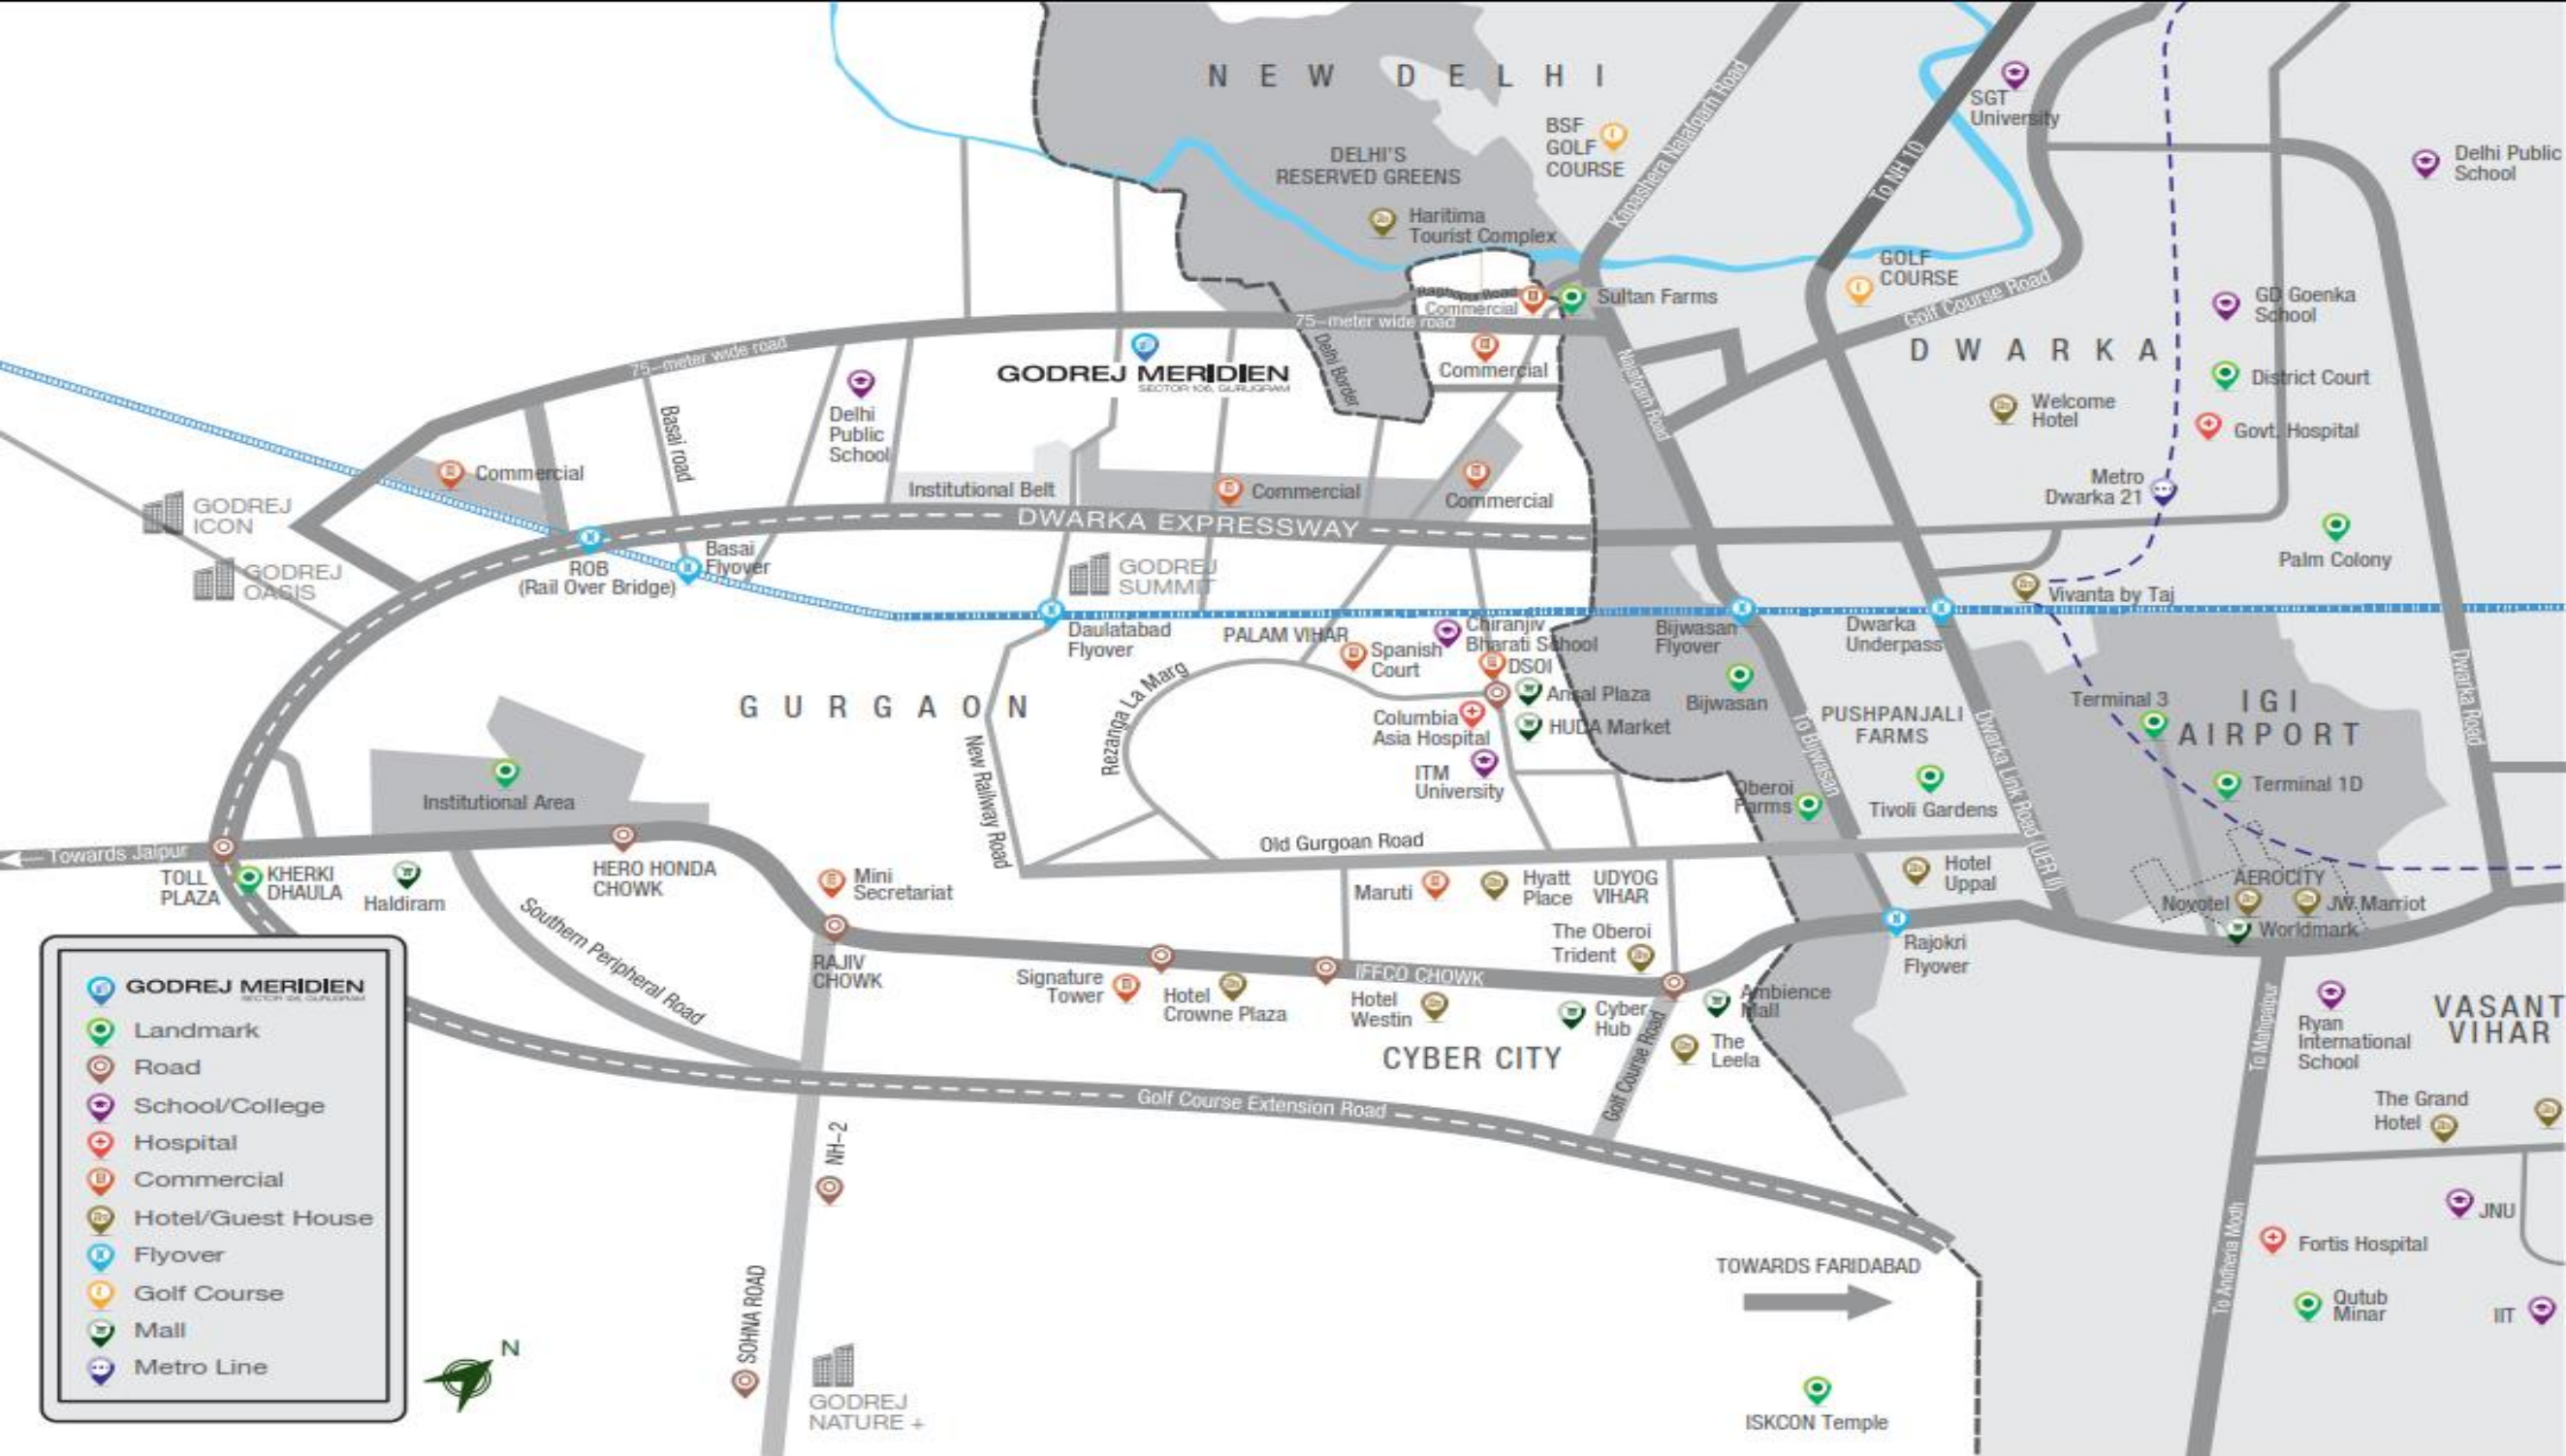 NEW DELHI
BSF
GOLF
COURSE
DELHI'S
RESERVED GREENS
Haritima
Tourist Complex
Kapashera Najafgarh Road
To NH 10
SGT
University
Delhi Public
School
GOLF
COURSE
Golf Course Road
GD Goenka
School
DWARKA
District Court
Welcome
Hotel
Govt. Hospital
Metro
Dwarka 21
Palm Colony
Vivanta by Taj
Commercial
Sultan Farms
75-meter wide road
75-meter wide road
Commercial
Delhi Border
Najafgarh Road
GODREJ MERIDIEN
SECTOR 106, GURUGRAM
Delhi
Public
School
Basai road
Commercial
Institutional Belt
Commercial
Commercial
GODREJ
ICON
GODREJ
OASIS
DWARKA EXPRESSWAY
ROB
(Rail Over Bridge)
Basai
Flyover
GODREJ
SUMMIT
Daulatabad
Flyover
PALAM VIHAR
Chiranjiv
Bharati School
Spanish
Court
DSOI
Ansal Plaza
HUDA Market
Columbia
Asia Hospital
ITM
University
Bijwasan
Flyover
Bijwasan
Dwarka
Underpass
PUSHPANJALI
FARMS
Tivoli Gardens
Oberoi
Farms
To Bijwasan
Dwarka Link Road (UER II)
Terminal 3
IGI
AIRPORT
Terminal 1D
Dwarka Road
GURGAON
New Railway Road
Rezanga La Marg
Old Gurgoan Road
Institutional Area
Towards Jaipur
TOLL
PLAZA
KHERKI
DHAULA
Haldiram
HERO HONDA
CHOWK
Mini
Secretariat
RAJIV
CHOWK
Southern Peripheral Road
Maruti
Hyatt
Place
UDYOG
VIHAR
The Oberoi
Trident
Hotel
Uppal
Rajokri
Flyover
AEROCITY
Novotel
JW Marriot
Worldmark
Signature
Tower
Hotel
Crowne Plaza
IFFCO CHOWK
Hotel
Westin
Cyber
Hub
Ambience
Mall
The
Leela
CYBER CITY
Golf Course Road
Golf Course Extension Road
To Mahipalpur
Ryan
International
School
VASANT
VIHAR
The Grand
Hotel
JNU
Fortis Hospital
Qutub
Minar
IIT
To Andheria Modh
NH-2
SOHNA ROAD
GODREJ
NATURE +
TOWARDS FARIDABAD
ISKCON Temple
N
GODREJ MERIDIEN
Landmark
Road
School/College
Hospital
Commercial
Hotel/Guest House
Flyover
Golf Course
Mall
Metro Line